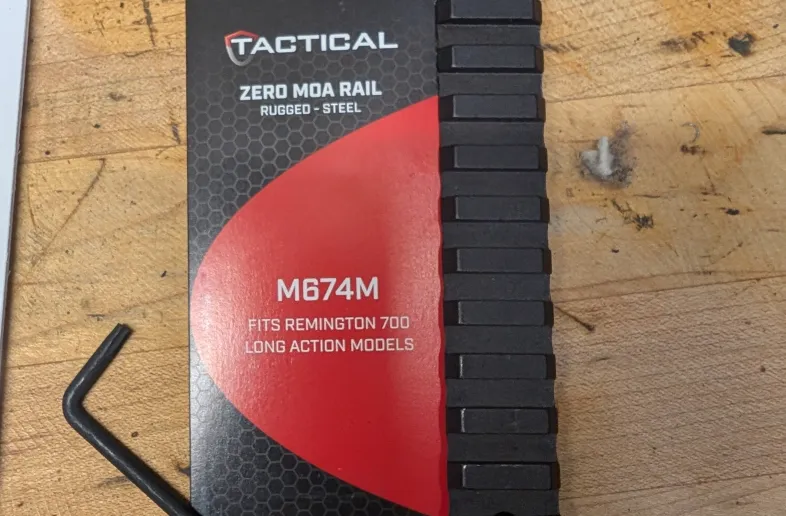 TACTICAL
ZERO MOA RAIL
RUGGED - STEEL
M674M
FITS REMINGTON 700
LONG ACTION MODELS